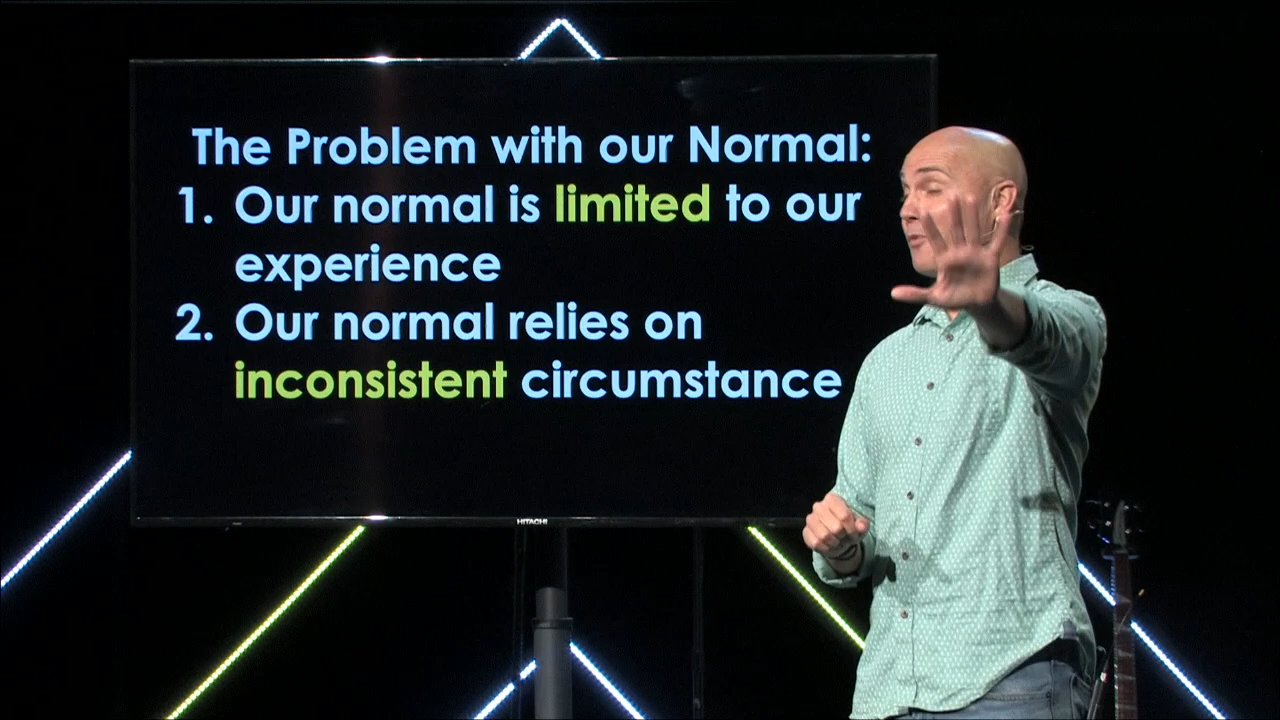 The Problem with our Normal:
1. Our normal is limited to our
experience
2. Our normal relies on
inconsistent circumstance
HITACHI